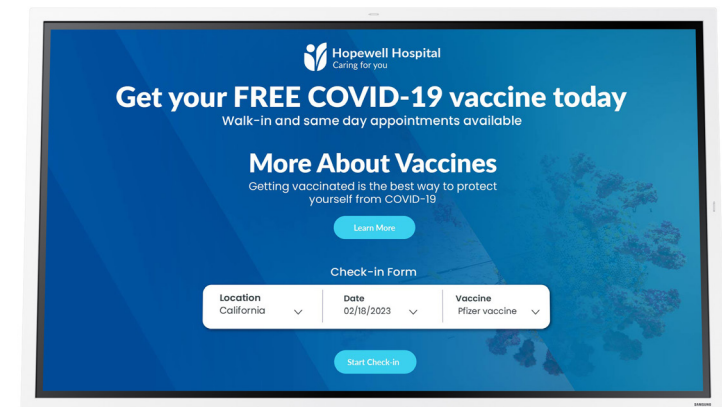 Hopewell Hospital
Caring for you
Get your FREE COVID-19 vaccine today
Walk-in and same day appointments available
More About Vaccines
Getting vaccinated is the best way to protect
yourself from COVID-19
Learn More
Check-in Form
Location Date Vaccine
California 02/18/2023 Pfizer vaccine
Start Check-in
SAMSUNG